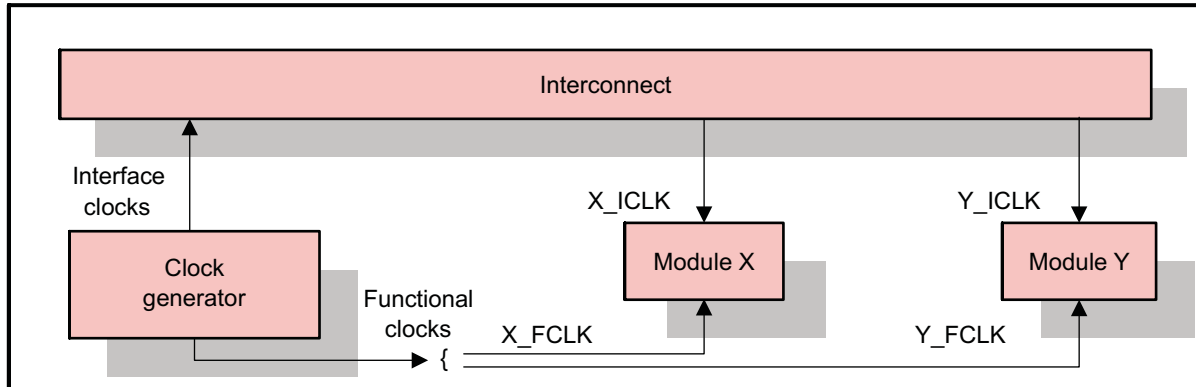 Interconnect
Interface
clocks
X_ICLK
Y_ICLK
Clock
generator
Module X
Module Y
Functional
clocks
{
X_FCLK
Y_FCLK